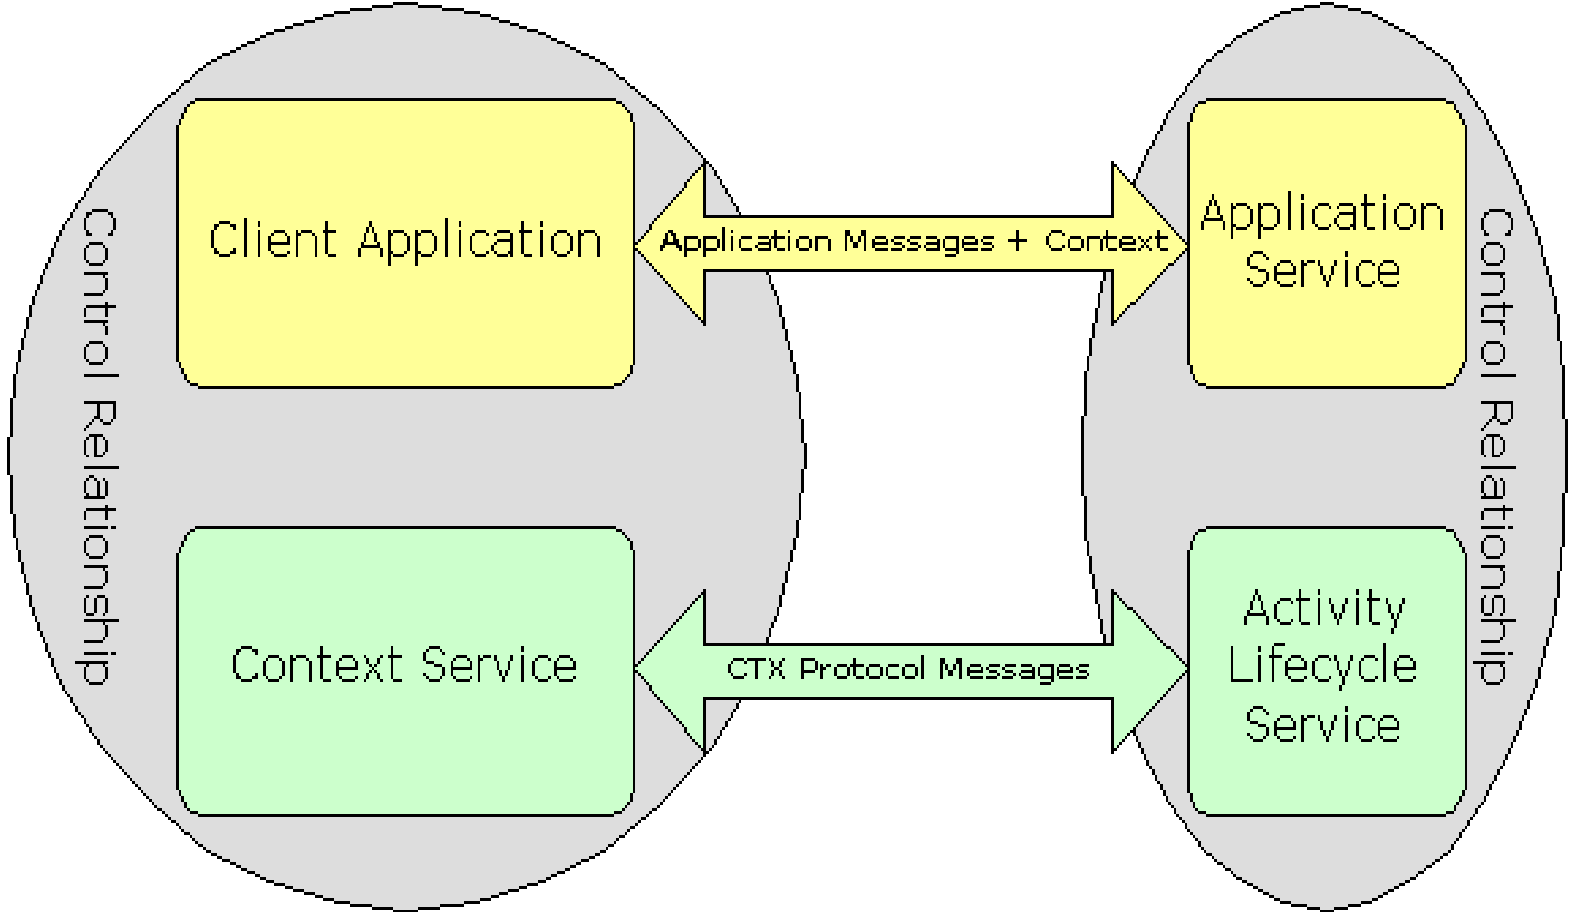 Control Relationship
Client Application
Application Messages + Context
Application
Service
Control Relationship
Context Service
CTX Protocol Messages
Activity
Lifecycle
Service